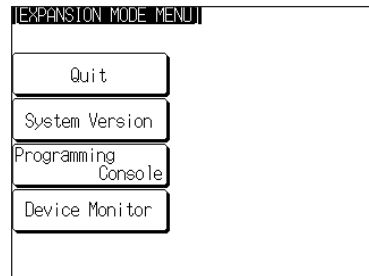 [EXPANSION MODE MENU]
Quit
System Version
Programming
Console
Device Monitor